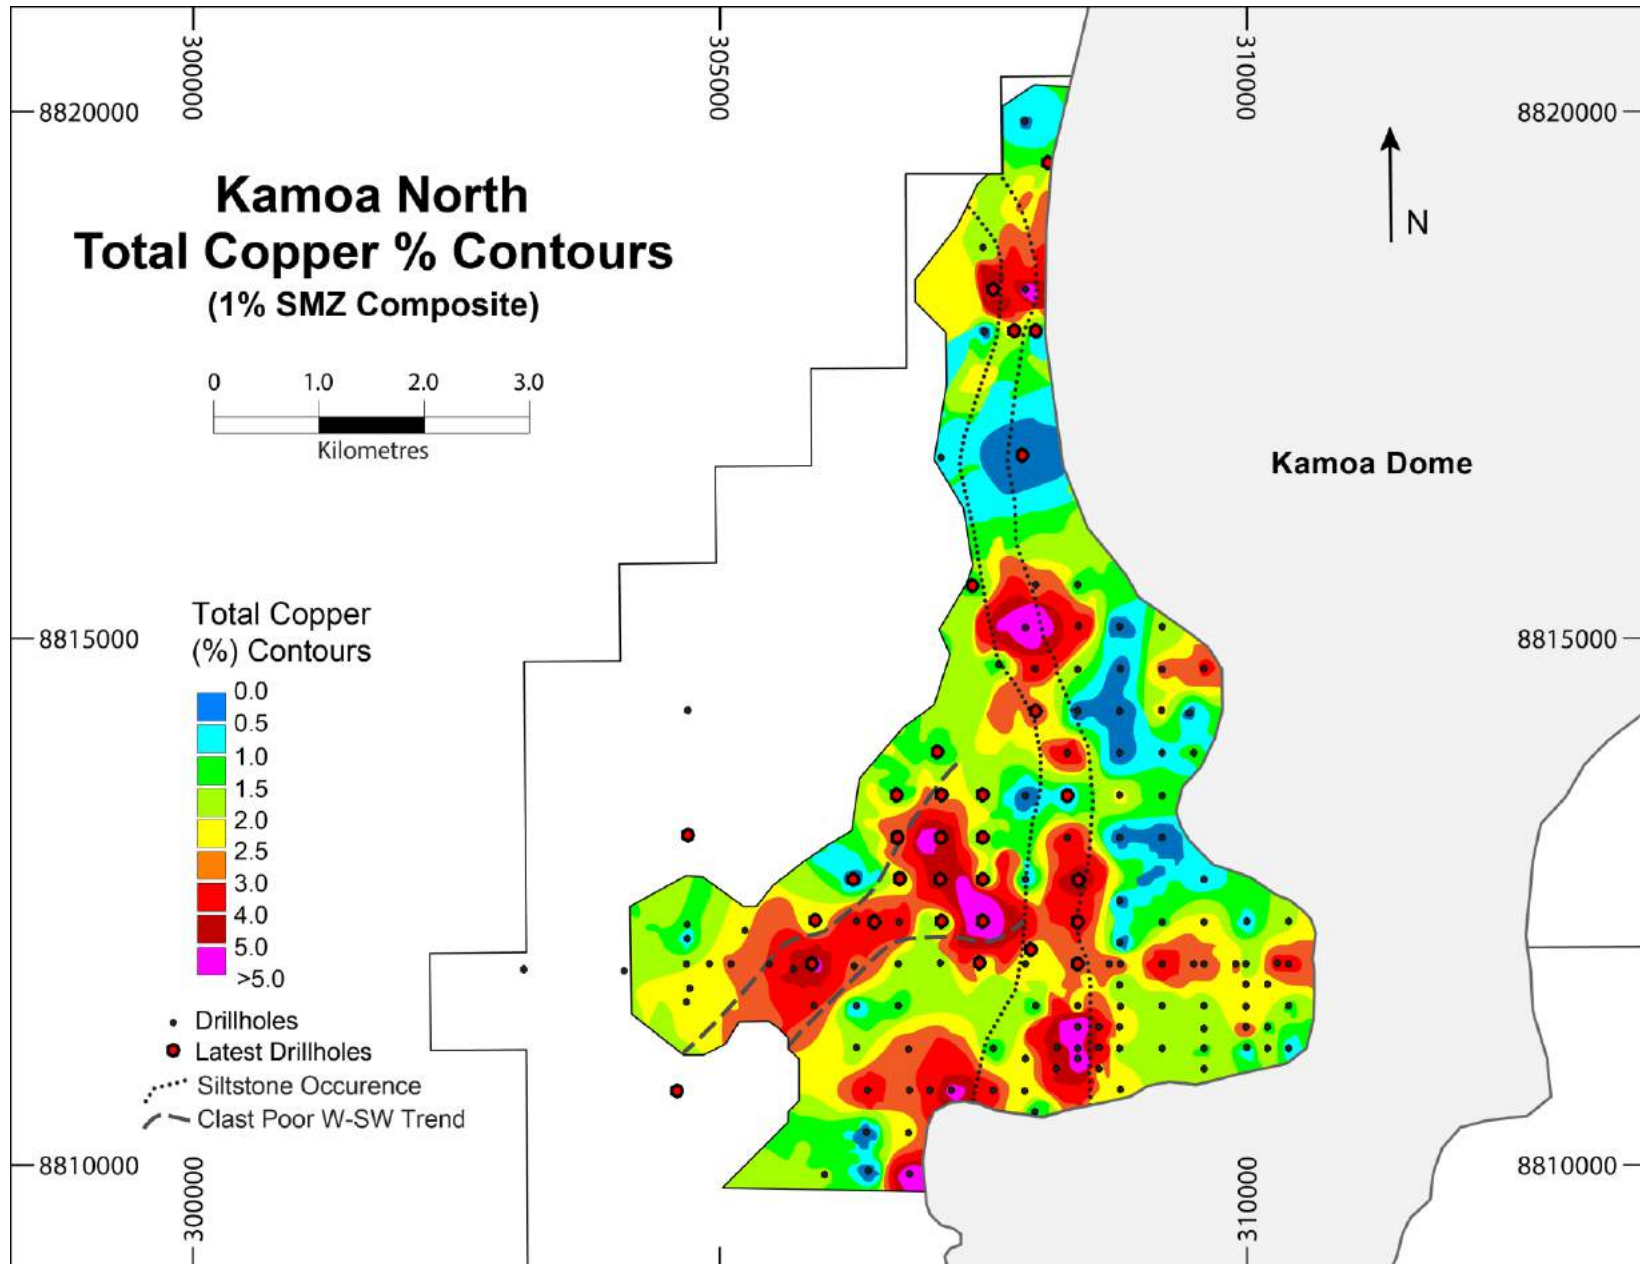 300000
305000
310000
8820000
8820000
Kamoa North
Total Copper % Contours
(1% SMZ Composite)
N
0 1.0 2.0 3.0
Kilometres
Kamoa Dome
Total Copper
(%) Contours
8815000
8815000
0.0
0.5
1.0
1.5
2.0
2.5
3.0
4.0
5.0
>5.0
Drillholes
Latest Drillholes
Siltstone Occurence
Clast Poor W-SW Trend
8810000
8810000
300000
310000